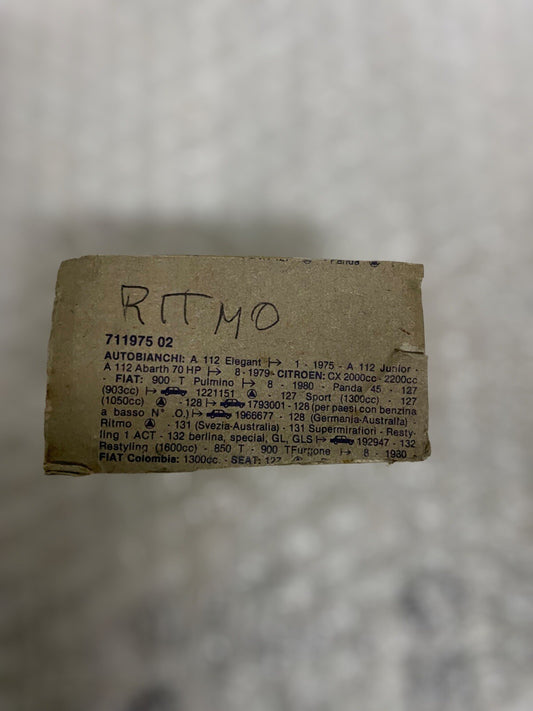 Panda
RITMO
711975 02
AUTOBIANCHI: A 112 Elegant ↦ 1 - 1975 - A 112 Junior -
A 112 Abarth 70 HP ↦ 8 - 1979 - CITROEN: CX 2000cc - 2200cc
- FIAT: 900 T Pulmino ↦ 8 - 1980 - Panda 45 - 127
(903cc) ↦ 1221151 - 127 Sport (1300cc) - 127
(1050cc) - 128 ↦ 1793001 - 128 (per paesi con benzina
a basso N° .O.) ↦ 1966677 - 128 (Germania-Australia) -
Ritmo - 131 (Svezia-Australia) - 131 Supermirafiori - Resty-
ling 1 ACT - 132 berlina, special, GL, GLS ↦ 192947 - 132
Restyling (1600cc) - 850 T - 900 TFurgone ↦ 8 - 1980 -
FIAT Colombia: 1300cc. - SEAT: 127